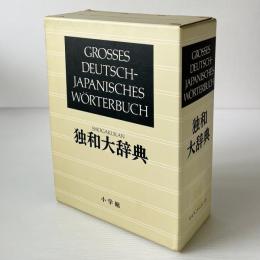 GROSSES
DEUTSCH-
JAPANISCHES
WÖRTERBUCH
SHOGAKUKAN
独和大辞典
小学館
GROSSES
DEUTSCH-
JAPANISCHES
WÖRTERBUCH
独和
大辞典